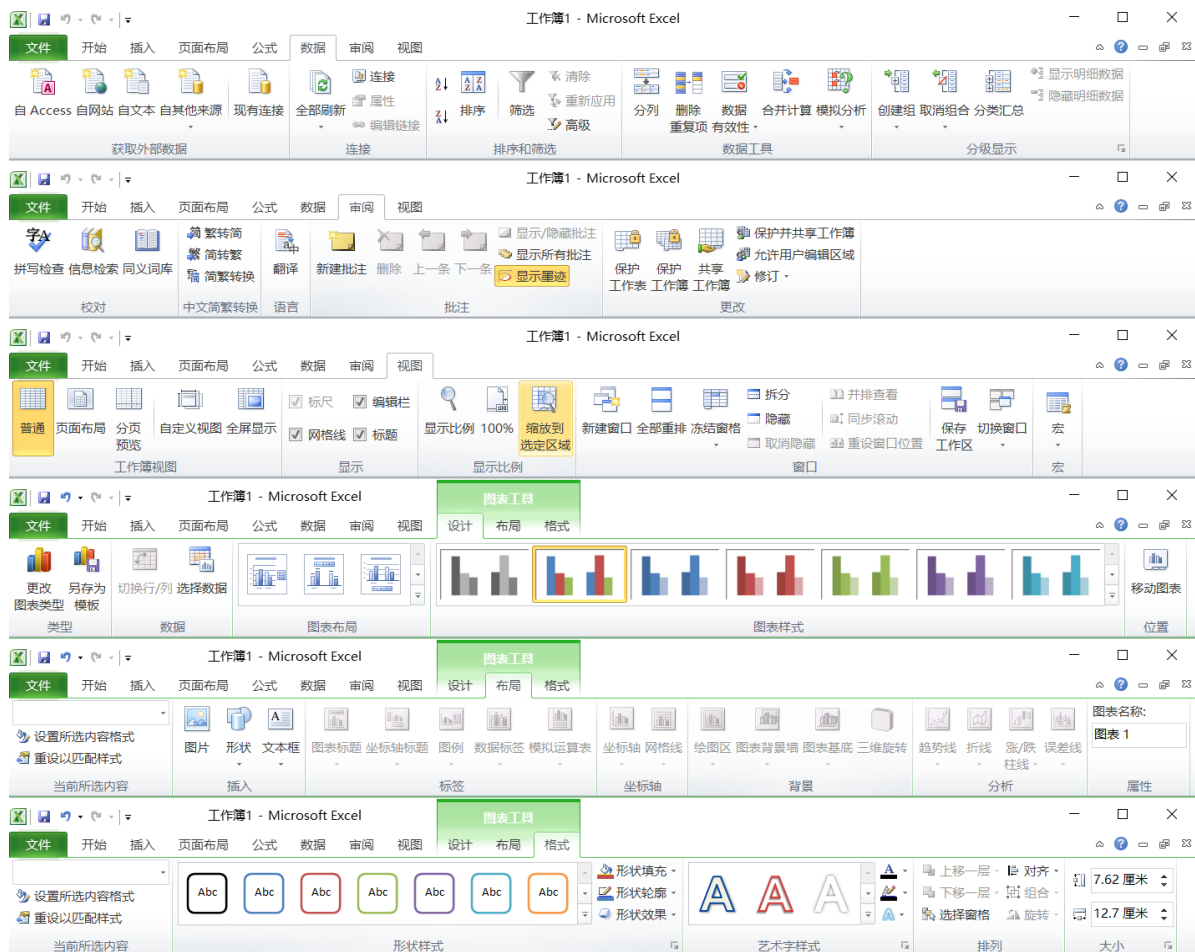 工作簿1 - Microsoft Excel
文件 开始 插入 页面布局 公式 数据 审阅 视图
自 Access 自网站 自文本 自其他来源 现有连接 全部刷新 连接 属性 编辑链接 排序 筛选 清除 重新应用 高级 分列 删除 重复项 数据 有效性 合并计算 模拟分析 创建组 取消组合 分类汇总 显示明细数据 隐藏明细数据
获取外部数据 连接 排序和筛选 数据工具 分级显示
工作簿1 - Microsoft Excel
文件 开始 插入 页面布局 公式 数据 审阅 视图
拼写检查 信息检索 同义词库 繁转简 简转繁 简繁转换 翻译 新建批注 删除 上一条 下一条 显示/隐藏批注 显示所有批注 显示墨迹 保护 工作表 保护 工作簿 共享 工作簿 保护并共享工作簿 允许用户编辑区域 修订
校对 中文简繁转换 语言 批注 更改
工作簿1 - Microsoft Excel
文件 开始 插入 页面布局 公式 数据 审阅 视图
普通 页面布局 分页 预览 自定义视图 全屏显示 标尺 编辑栏 网格线 标题 显示比例 100% 缩放到 选定区域 新建窗口 全部重排 冻结窗格 拆分 隐藏 取消隐藏 并排查看 同步滚动 重设窗口位置 保存 工作区 切换窗口 宏
工作簿视图 显示 显示比例 窗口 宏
工作簿1 - Microsoft Excel 图表工具
文件 开始 插入 页面布局 公式 数据 审阅 视图 设计 布局 格式
更改 图表类型 另存为 模板 切换行/列 选择数据 移动图表
类型 数据 图表布局 图表样式 位置
工作簿1 - Microsoft Excel 图表工具
文件 开始 插入 页面布局 公式 数据 审阅 视图 设计 布局 格式
设置所选内容格式 重设以匹配样式 图片 形状 文本框 图表标题 坐标轴标题 图例 数据标签 模拟运算表 坐标轴 网格线 绘图区 图表背景墙 图表基底 三维旋转 趋势线 折线 涨/跌 柱线 误差线 图表名称: 图表 1
当前所选内容 插入 标签 坐标轴 背景 分析 属性
工作簿1 - Microsoft Excel 图表工具
文件 开始 插入 页面布局 公式 数据 审阅 视图 设计 布局 格式
设置所选内容格式 重设以匹配样式 Abc Abc Abc Abc Abc Abc Abc 形状填充 形状轮廓 形状效果 A A A 上移一层 下移一层 选择窗格 对齐 组合 旋转 7.62 厘米 12.7 厘米
当前所选内容 形状样式 艺术字样式 排列 大小